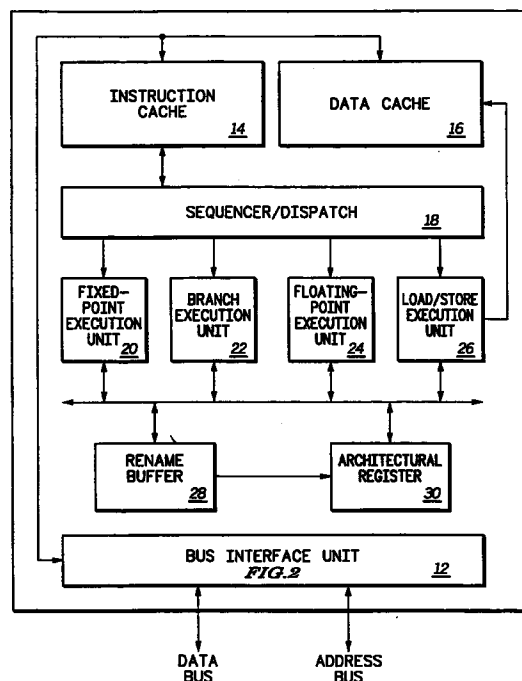 INSTRUCTION
CACHE
14
DATA CACHE
16
SEQUENCER/DISPATCH
18
FIXED-
POINT
EXECUTION
UNIT
20
BRANCH
EXECUTION
UNIT
22
FLOATING-
POINT
EXECUTION
UNIT
24
LOAD/STORE
EXECUTION
UNIT
26
RENAME
BUFFER
28
ARCHITECTURAL
REGISTER
30
BUS INTERFACE UNIT
FIG.2
12
DATA
BUS
ADDRESS
BUS